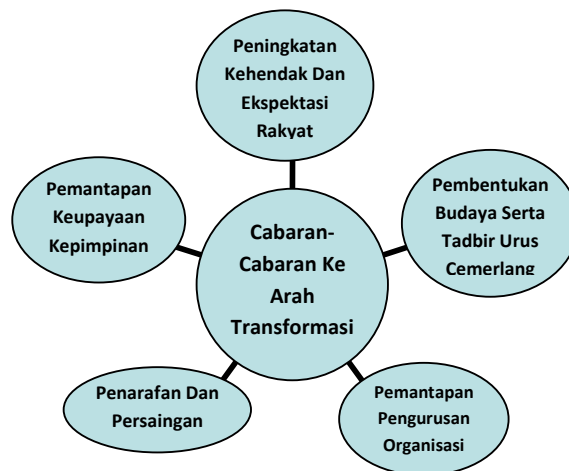 Peningkatan
Kehendak Dan
Ekspektasi
Rakyat
Pemantapan
Keupayaan
Kepimpinan
Pembentukan
Budaya Serta
Tadbir Urus
Cemerlang
Cabaran-
Cabaran Ke
Arah
Transformasi
Penarafan Dan
Persaingan
Pemantapan
Pengurusan
Organisasi